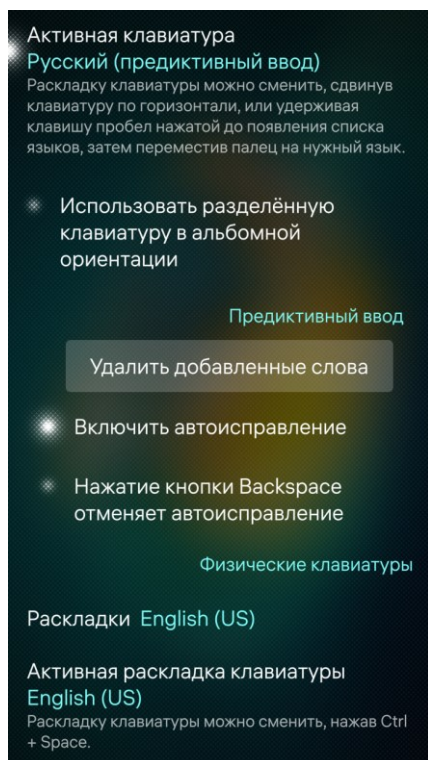 Активная клавиатура
Русский (предиктивный ввод)
Раскладку клавиатуры можно сменить, сдвинув
клавиатуру по горизонтали, или удерживая
клавишу пробел нажатой до появления списка
языков, затем переместив палец на нужный язык.
Использовать разделённую
клавиатуру в альбомной
ориентации
Предиктивный ввод
Удалить добавленные слова
Включить автоисправление
Нажатие кнопки Backspace
отменяет автоисправление
Физические клавиатуры
Раскладки English (US)
Активная раскладка клавиатуры
English (US)
Раскладку клавиатуры можно сменить, нажав Ctrl
+ Space.